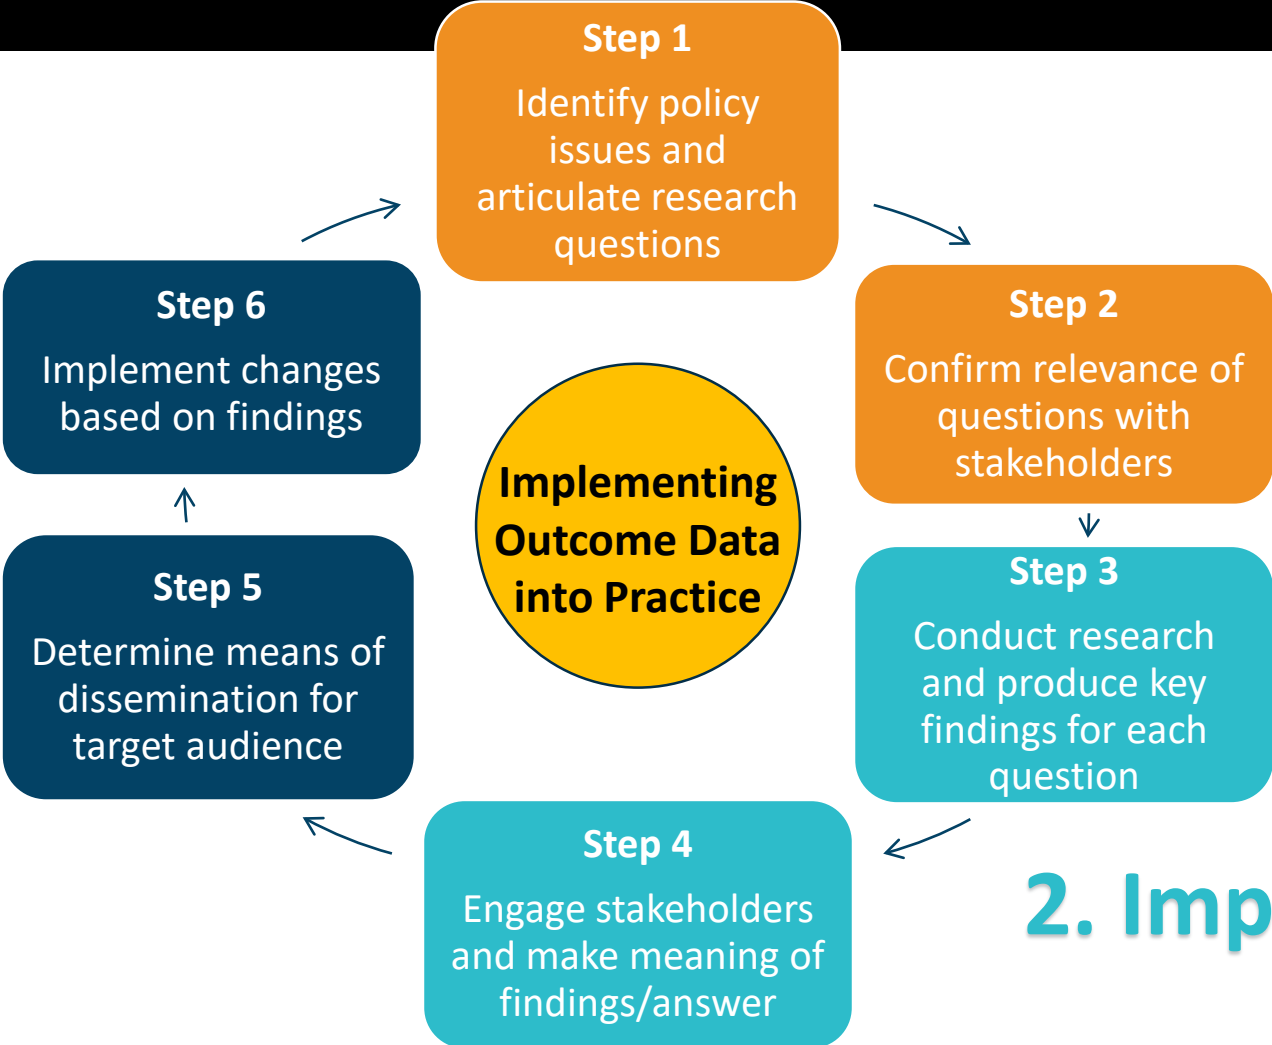 Step 1
Identify policy
issues and
articulate research
questions
Step 2
Confirm relevance of
questions with
stakeholders
Step 3
Conduct research
and produce key
findings for each
question
Step 4
Engage stakeholders
and make meaning of
findings/answer
Step 5
Determine means of
dissemination for
target audience
Step 6
Implement changes
based on findings
Implementing
Outcome Data
into Practice
2. Imp